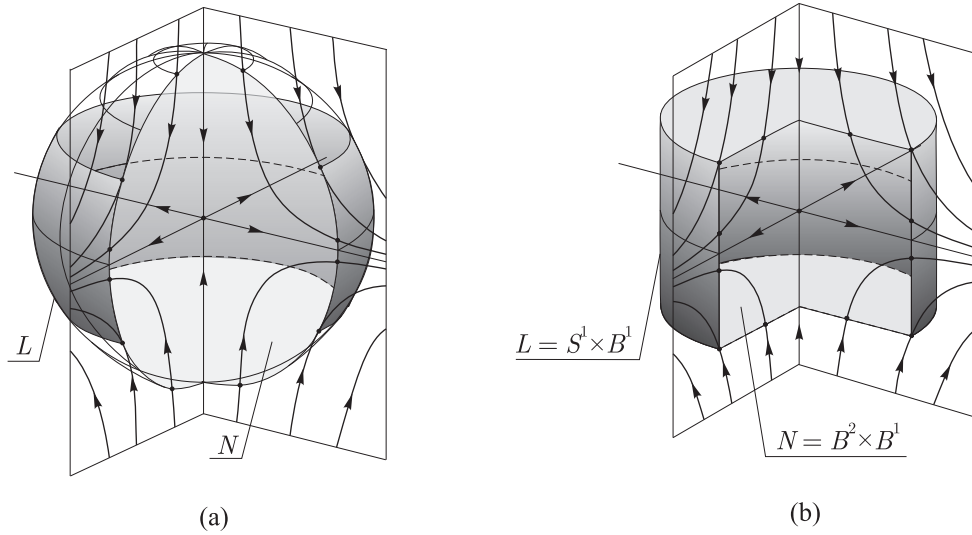 L
N
(a)
L = S¹ × B¹
N = B² × B¹
(b)